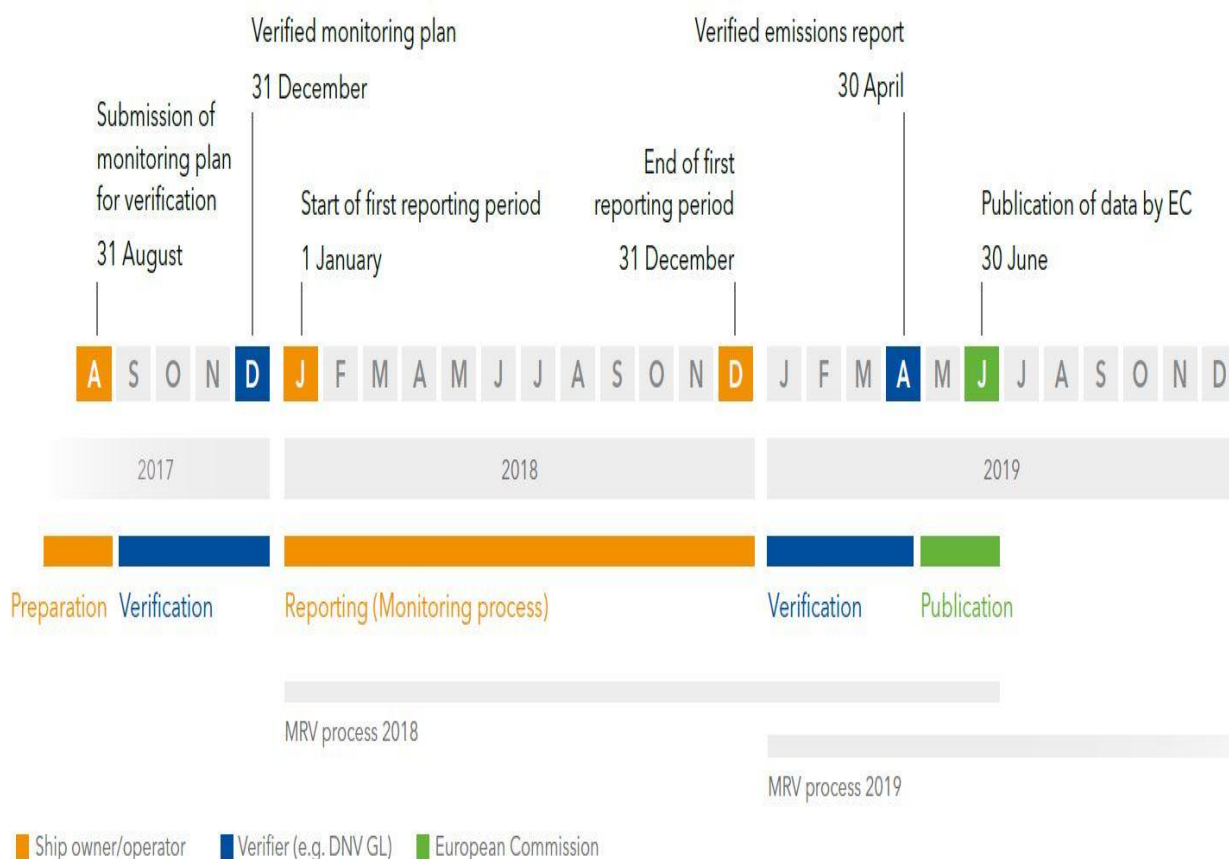 Verified monitoring plan
31 December
Verified emissions report
30 April
Submission of
monitoring plan
for verification
31 August
Start of first reporting period
1 January
End of first
reporting period
31 December
Publication of data by EC
30 June
A S O N D J F M A M J J A S O N D J F M A M J J A S O N D
2017 2018 2019
Preparation Verification Reporting (Monitoring process) Verification Publication
MRV process 2018
MRV process 2019
Ship owner/operator Verifier (e.g. DNV GL) European Commission